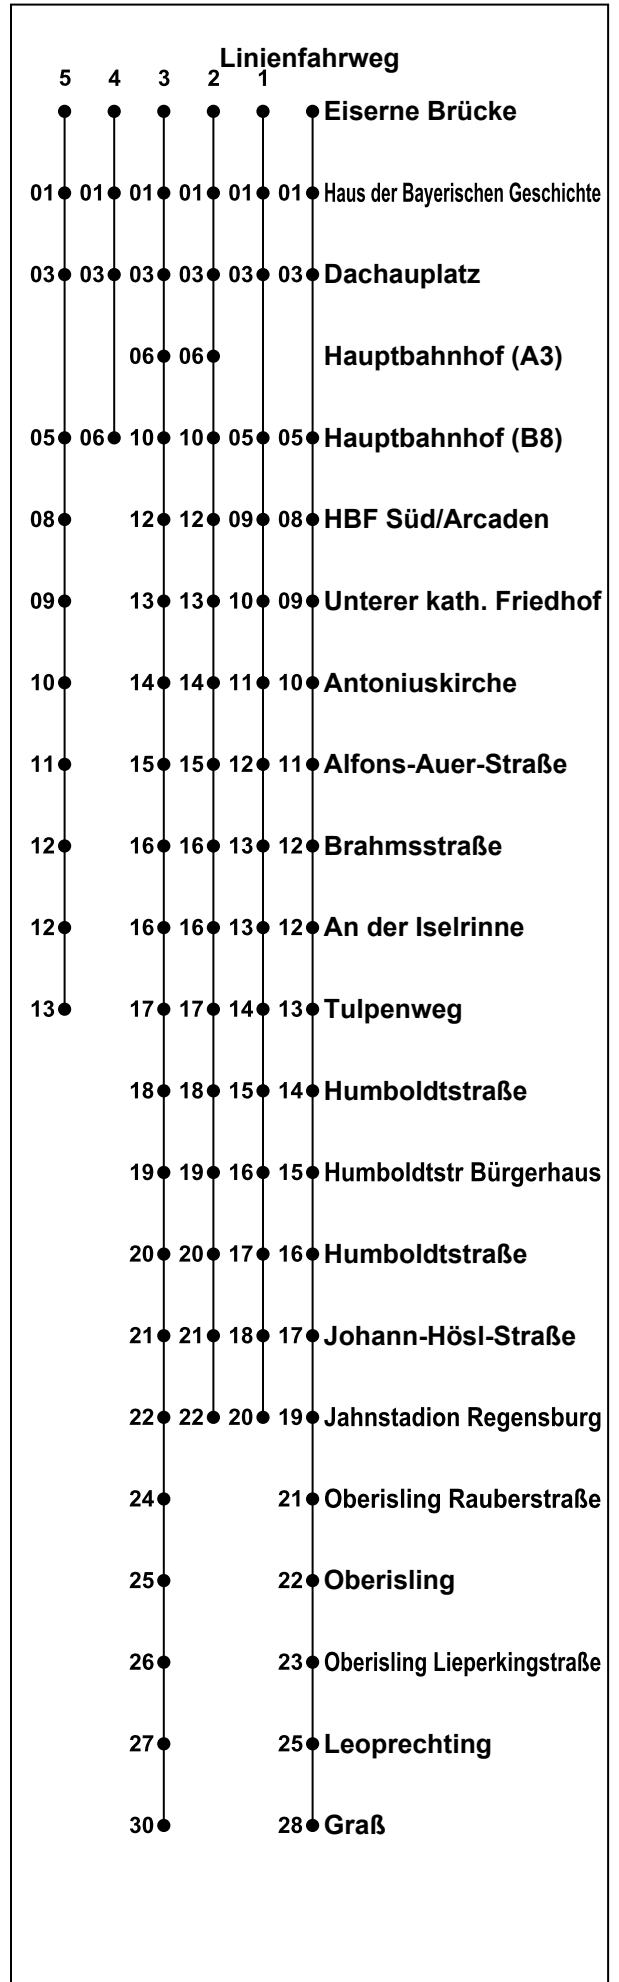 Linienfahrweg
5 4 3 2 1
Eiserne Brücke
01 01 01 01 01 01 Haus der Bayerischen Geschichte
03 03 03 03 03 03 Dachauplatz
06 06 Hauptbahnhof (A3)
05 06 10 10 05 05 Hauptbahnhof (B8)
08 12 12 09 08 HBF Süd/Arcaden
09 13 13 10 09 Unterer kath. Friedhof
10 14 14 11 10 Antoniuskirche
11 15 15 12 11 Alfons-Auer-Straße
12 16 16 13 12 Brahmsstraße
12 16 16 13 12 An der Iselrinne
13 17 17 14 13 Tulpenweg
18 18 15 14 Humboldtstraße
19 19 16 15 Humboldtstr Bürgerhaus
20 20 17 16 Humboldtstraße
21 21 18 17 Johann-Hösl-Straße
22 22 20 19 Jahnstadion Regensburg
24 21 Oberisling Rauberstraße
25 22 Oberisling
26 23 Oberisling Lieperkingstraße
27 25 Leoprechting
30 28 Graß